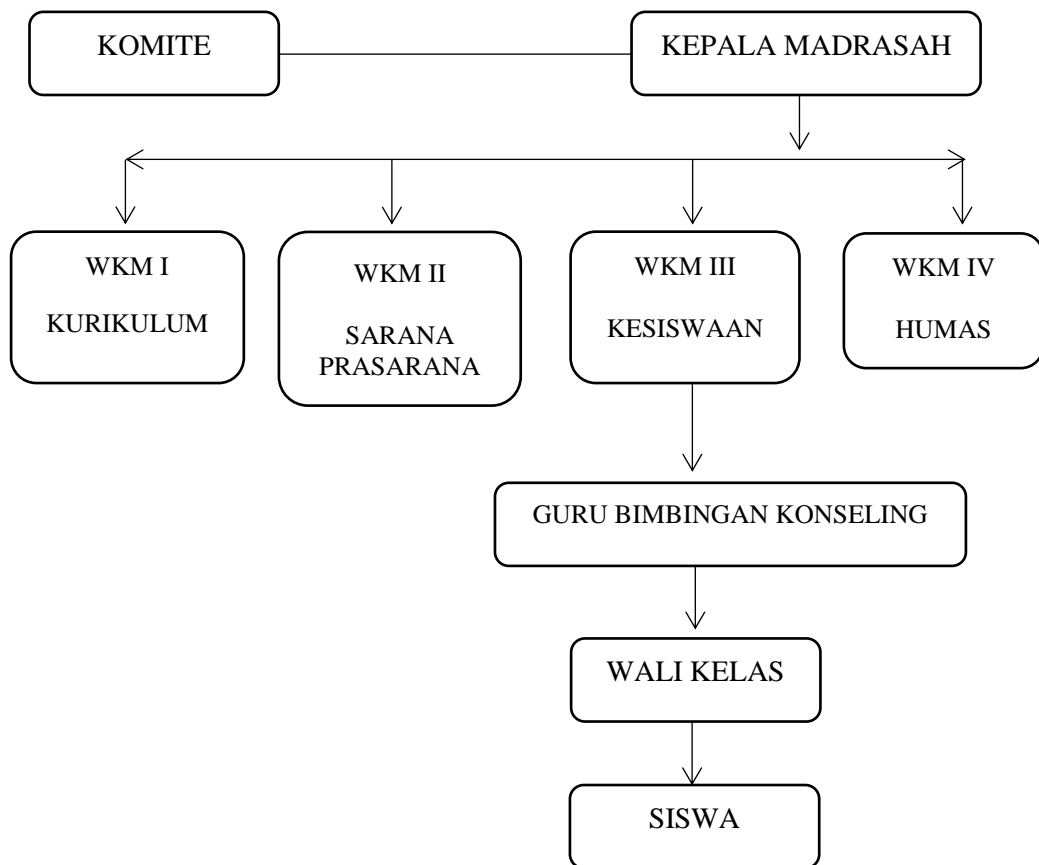 KOMITE
KEPALA MADRASAH
WKM I
KURIKULUM
WKM II
SARANA
PRASARANA
WKM III
KESISWAAN
WKM IV
HUMAS
GURU BIMBINGAN KONSELING
WALI KELAS
SISWA